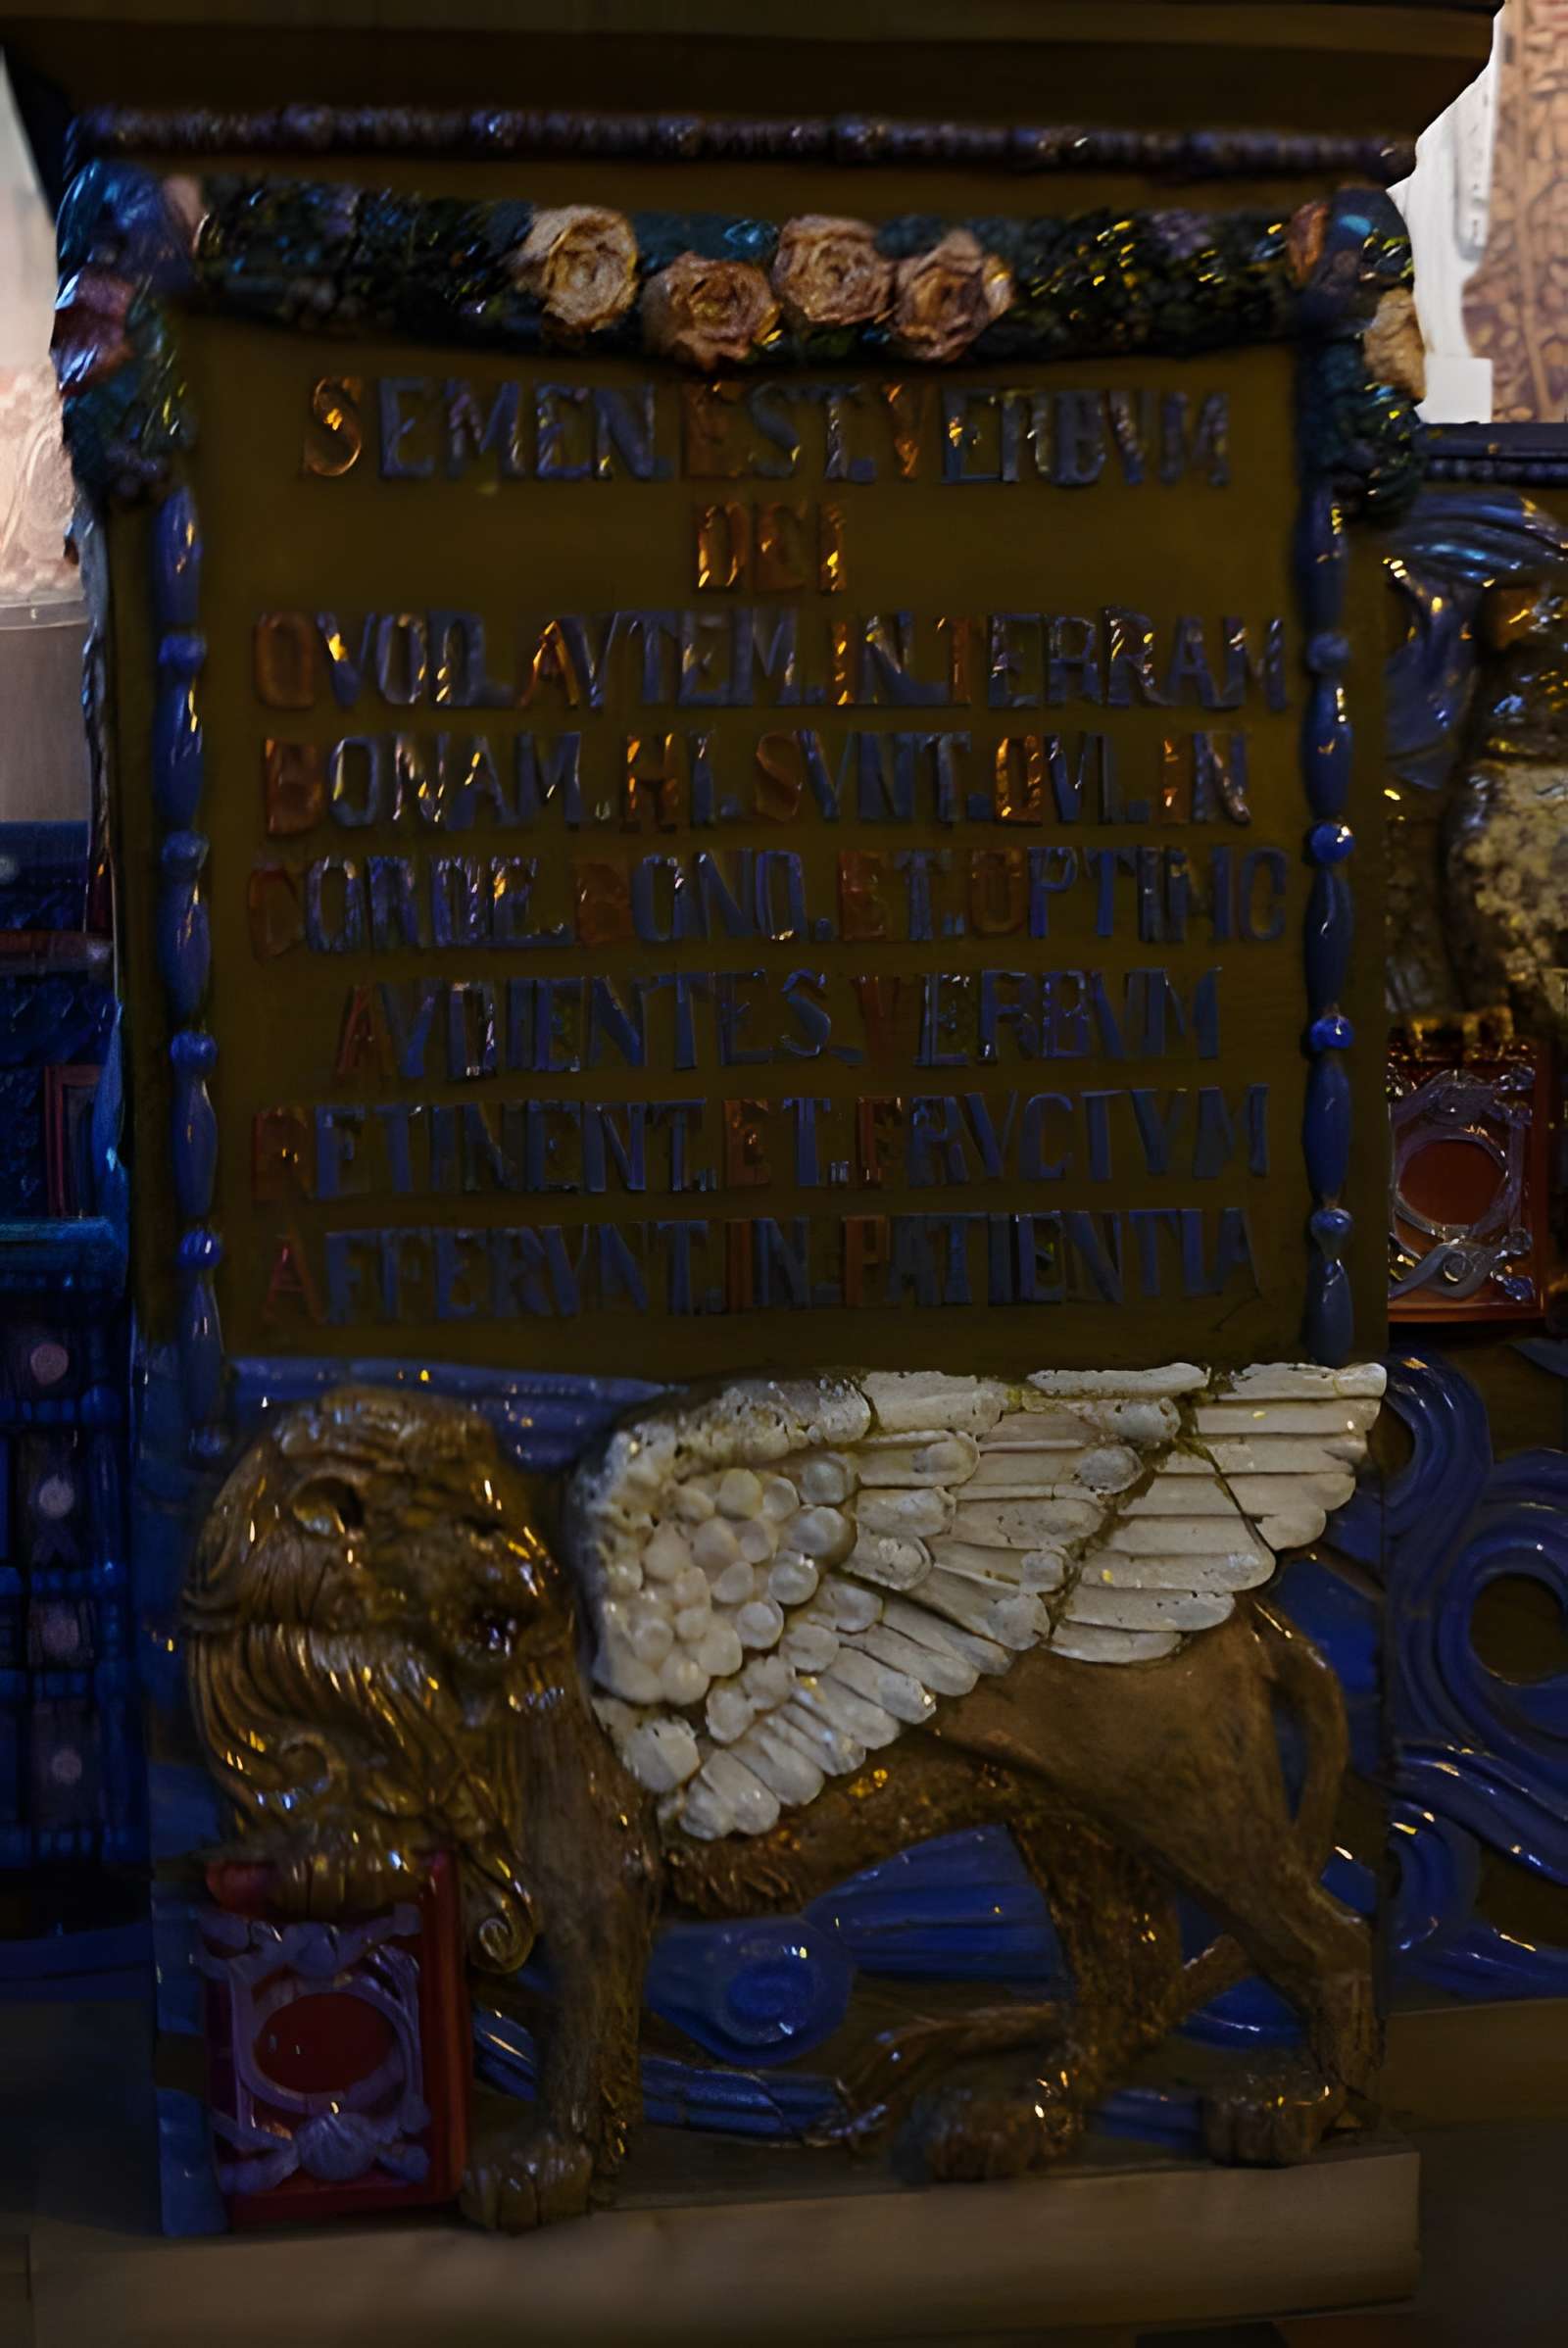 SEMEN.EST.VERBVM
DEI
QVOD.AVTEM.IN.TERRAM
BONAM.HI.SVNT.QVI.IN
CORDE.BONO.ET.OPTIMO
AVDIENTES.VERBVM
RETINENT.ET.FRVCTVM
AFFERVNT.IN.PATIENTIA